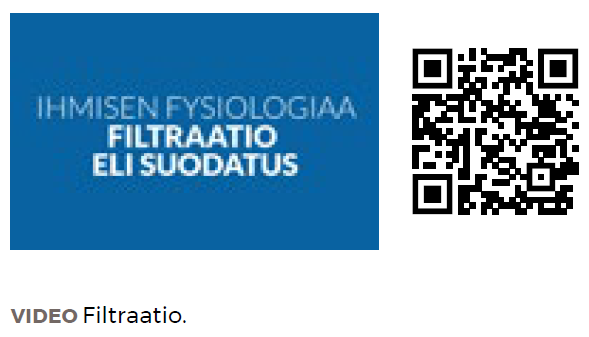 IHMISEN FYSIOLOGIAA
FILTRAATIO
ELI SUODATUS
VIDEO Filtraatio.